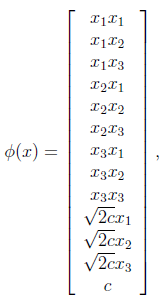 x₁x₁
x₁x₂
x₁x₃
x₂x₁
x₂x₂
x₂x₃
ϕ(x) =
x₃x₁
x₃x₂
x₃x₃
√2cx₁
√2cx₂
√2cx₃
c
,